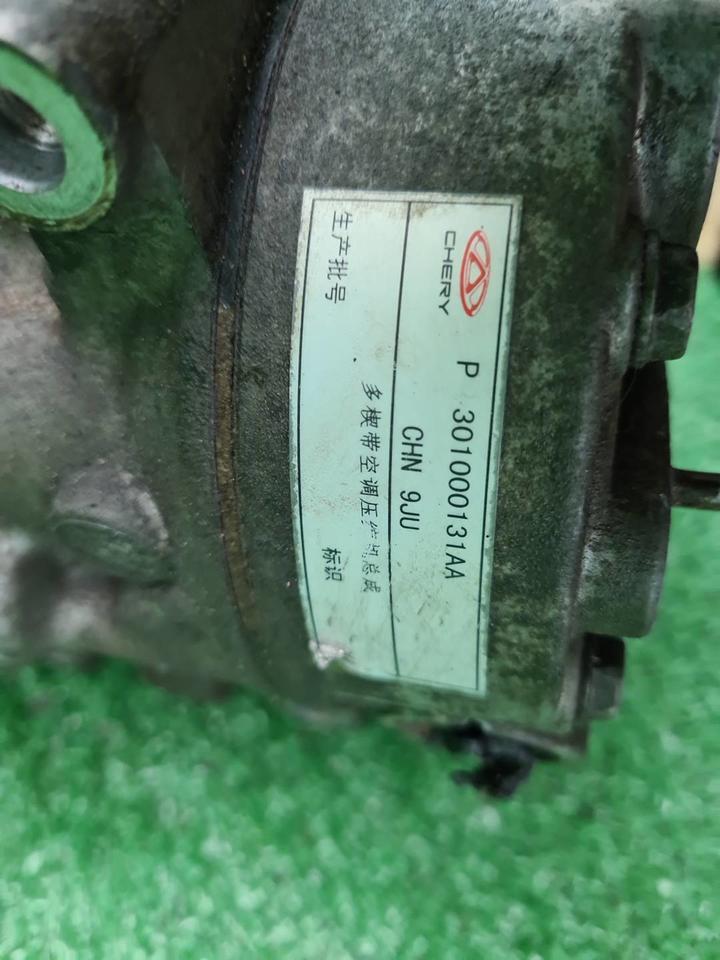 CHERY
P 301000131AA
CHN 9JU
多楔带空调压缩机总成
生产批号 标识